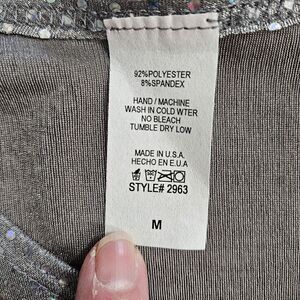 92%POLYESTER
8%SPANDEX
HAND / MACHINE
WASH IN COLD WTER
NO BLEACH
TUMBLE DRY LOW
MADE IN U.S.A.
HECHO EN E.U.A
STYLE# 2963
M